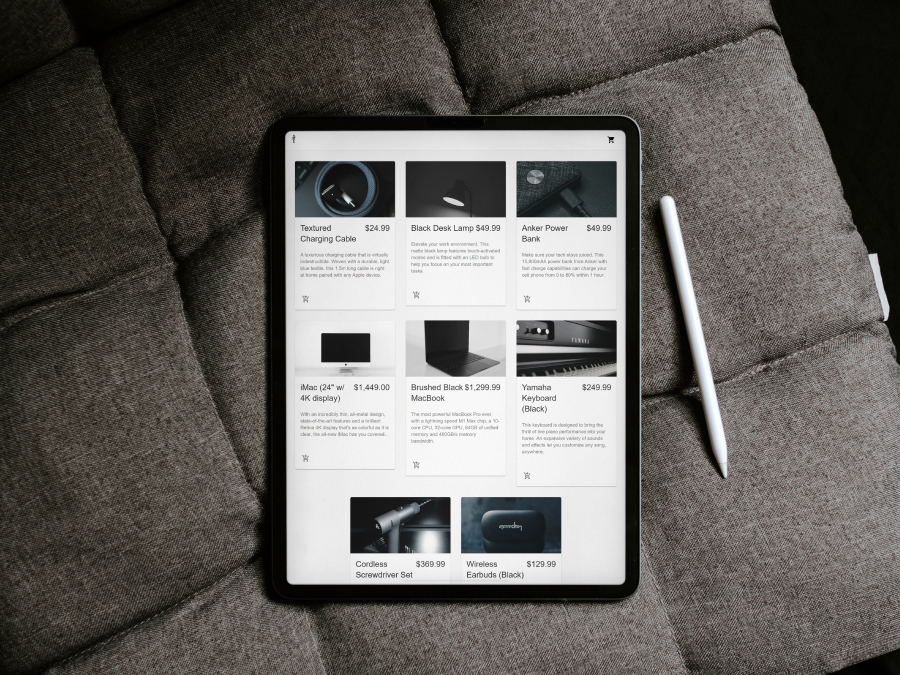 Textured $24.99
Charging Cable
A luxurious charging cable that is virtually
indestructible. Woven with a durable, light
blue textile, this 1.5m long cable is right
at home paired with any Apple device.
Black Desk Lamp $49.99
Elevate your work environment. This
matte black lamp features touch-activated
modes and is fitted with an LED bulb to
help you focus on your most important
tasks.
Anker Power $49.99
Bank
Make sure your tech stays juiced. This
15,800mAh power bank from Anker with
fast charge capabilities can charge your
cell phone from 0 to 80% within 1 hour.
iMac (24" w/ $1,449.00
4K display)
With an incredibly thin, all-metal design,
state-of-the-art features and a brilliant
Retina 4K display that's as colorful as it is
clear, the all-new iMac has you covered.
Brushed Black $1,299.99
MacBook
The most powerful MacBook Pro ever
with a lightning speed M1 Max chip, a 10-
core CPU, 32-core GPU, 64GB of unified
memory and 400GB/s memory
bandwidth.
YAMAHA
Yamaha $249.99
Keyboard
(Black)
This keyboard is designed to bring the
thrill of live piano performance into your
home. An expansive variety of sounds
and effects let you customize any song,
anywhere.
Cordless $369.99
Screwdriver Set
Wireless $129.99
Earbuds (Black)